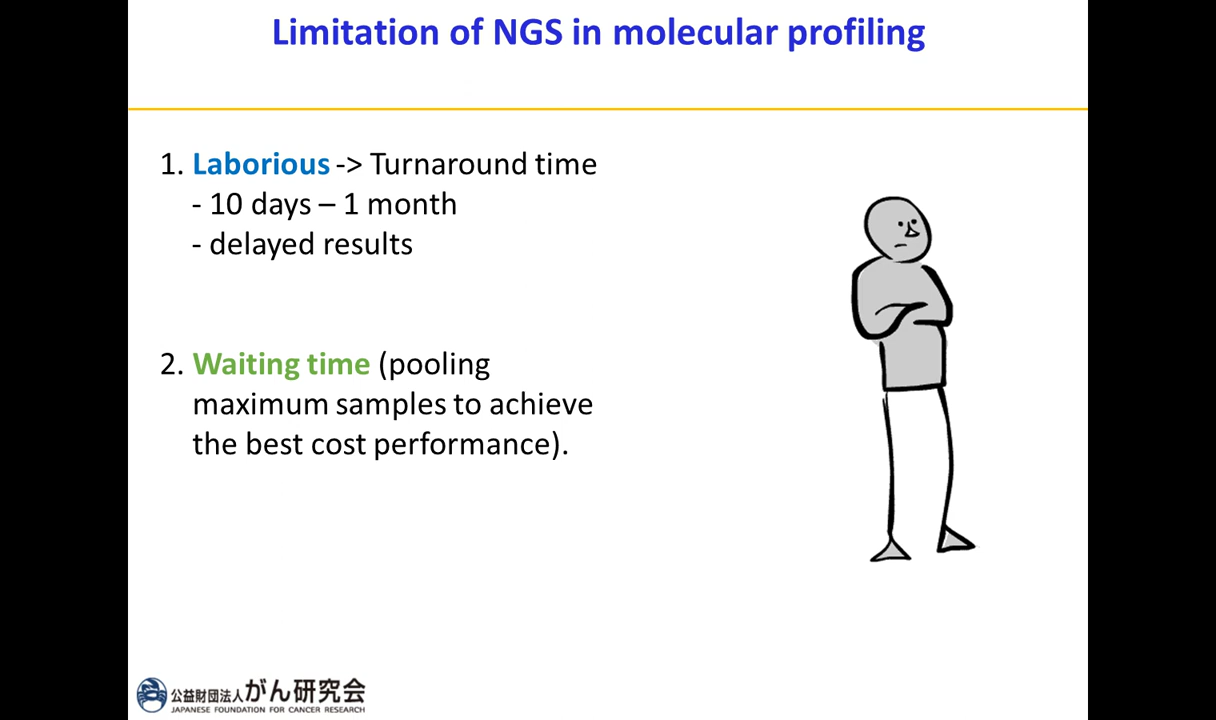 Limitation of NGS in molecular profiling
1. Laborious -> Turnaround time
- 10 days – 1 month
- delayed results
2. Waiting time (pooling
maximum samples to achieve
the best cost performance).
公益財団法人がん研究会
JAPANESE FOUNDATION FOR CANCER RESEARCH